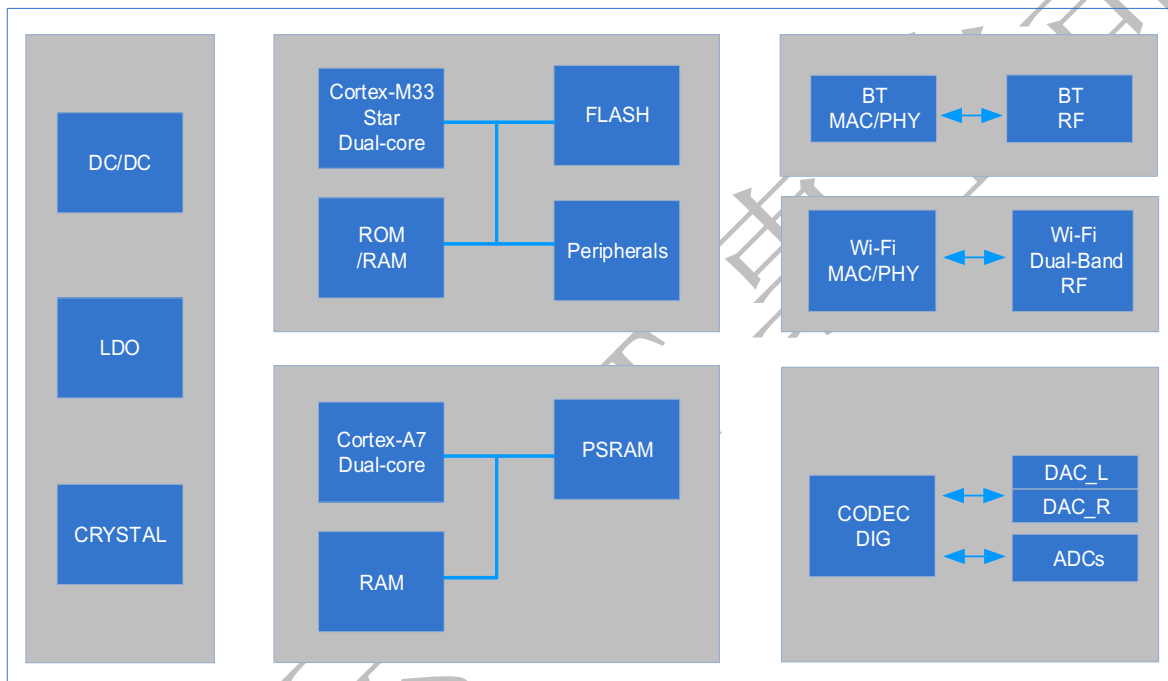 DC/DC
LDO
CRYSTAL
Cortex-M33
Star
Dual-core
FLASH
ROM
/RAM
Peripherals
Cortex-A7
Dual-core
PSRAM
RAM
BT
MAC/PHY
BT
RF
Wi-Fi
MAC/PHY
Wi-Fi
Dual-Band
RF
CODEC
DIG
DAC_L
DAC_R
ADCs